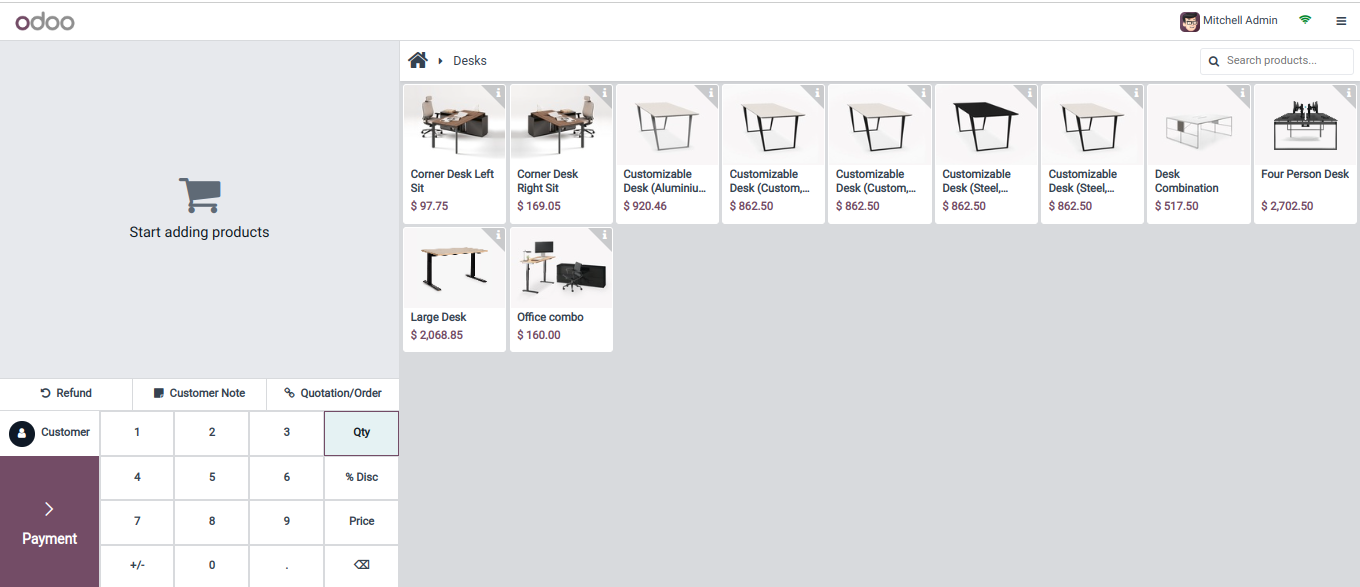 odoo
Mitchell Admin
Desks
Search products...
Corner Desk Left
Sit
$ 97.75
Corner Desk
Right Sit
$ 169.05
Customizable
Desk (Aluminiu...
$ 920.46
Customizable
Desk (Custom,...
$ 862.50
Customizable
Desk (Custom,...
$ 862.50
Customizable
Desk (Steel,...
$ 862.50
Customizable
Desk (Steel,...
$ 862.50
Desk
Combination
$ 517.50
Four Person Desk
$ 2,702.50
Large Desk
$ 2,068.85
Office combo
$ 160.00
Start adding products
Refund
Customer Note
Quotation/Order
Customer
1
2
3
Qty
4
5
6
% Disc
7
8
9
Price
Payment
+/-
0
.